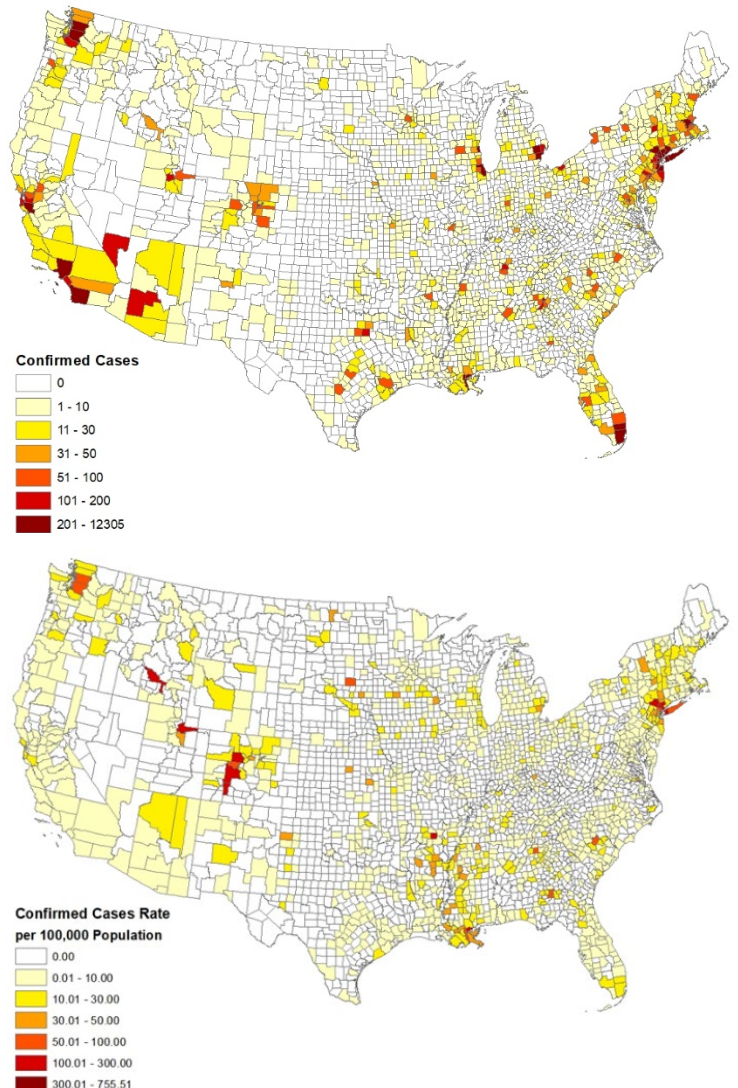 Confirmed Cases
0
1 - 10
11 - 30
31 - 50
51 - 100
101 - 200
201 - 12305
Confirmed Cases Rate
per 100,000 Population
0.00
0.01 - 10.00
10.01 - 30.00
30.01 - 50.00
50.01 - 100.00
100.01 - 300.00
300.01 - 755.51